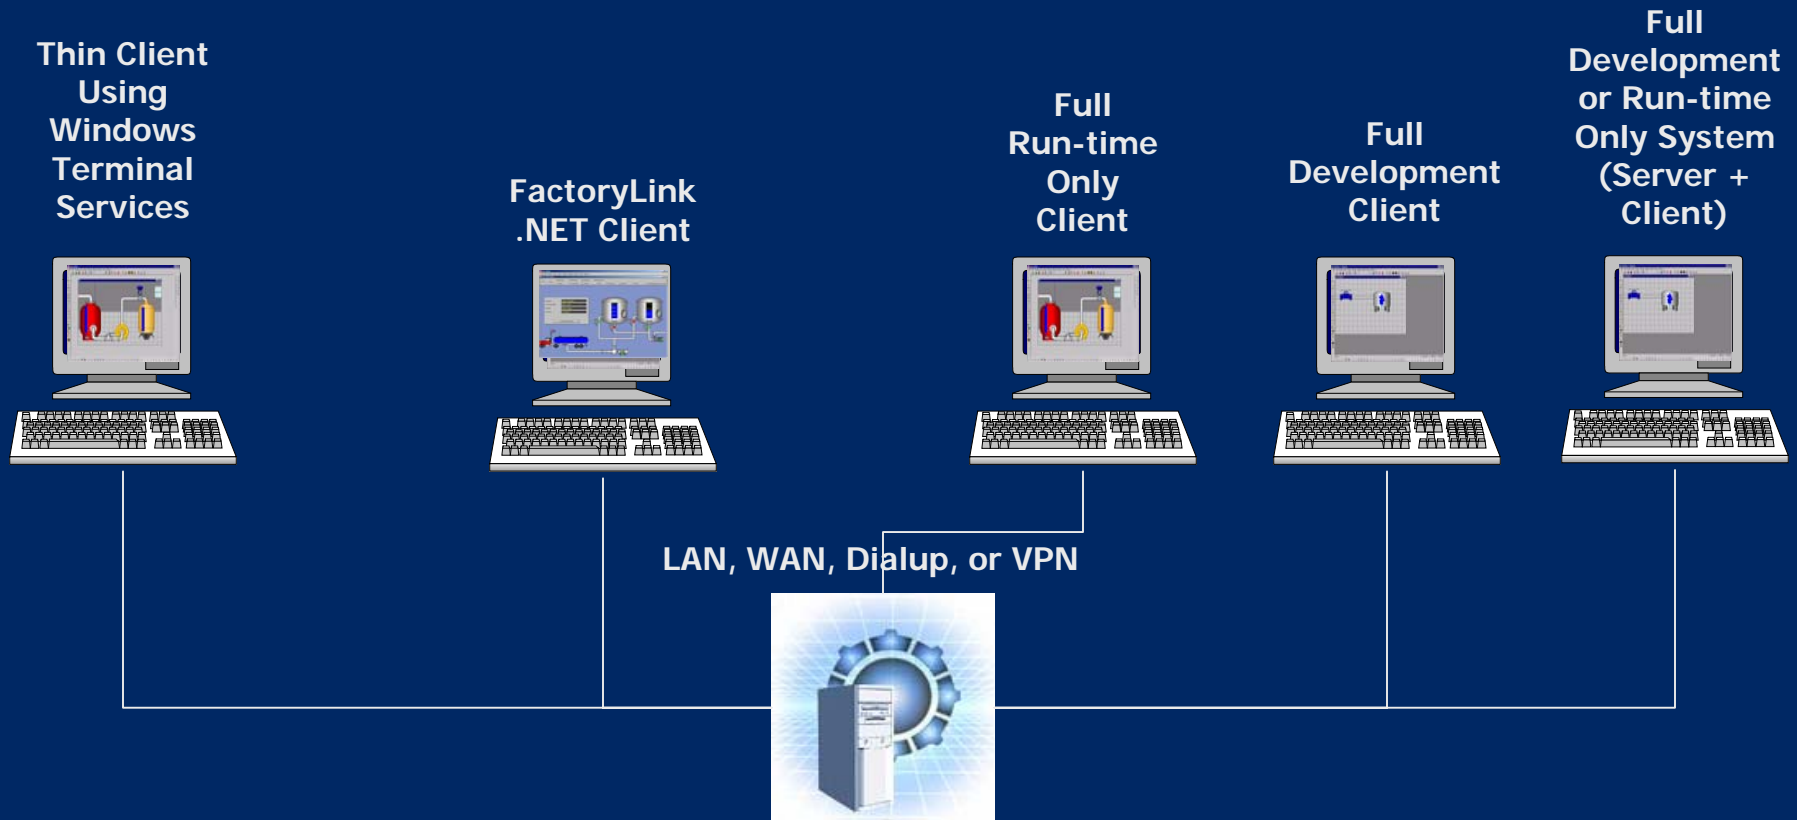 Thin Client
Using
Windows
Terminal
Services
FactoryLink
.NET Client
Full
Run-time
Only
Client
Full
Development
Client
Full
Development
or Run-time
Only System
(Server +
Client)
LAN, WAN, Dialup, or VPN